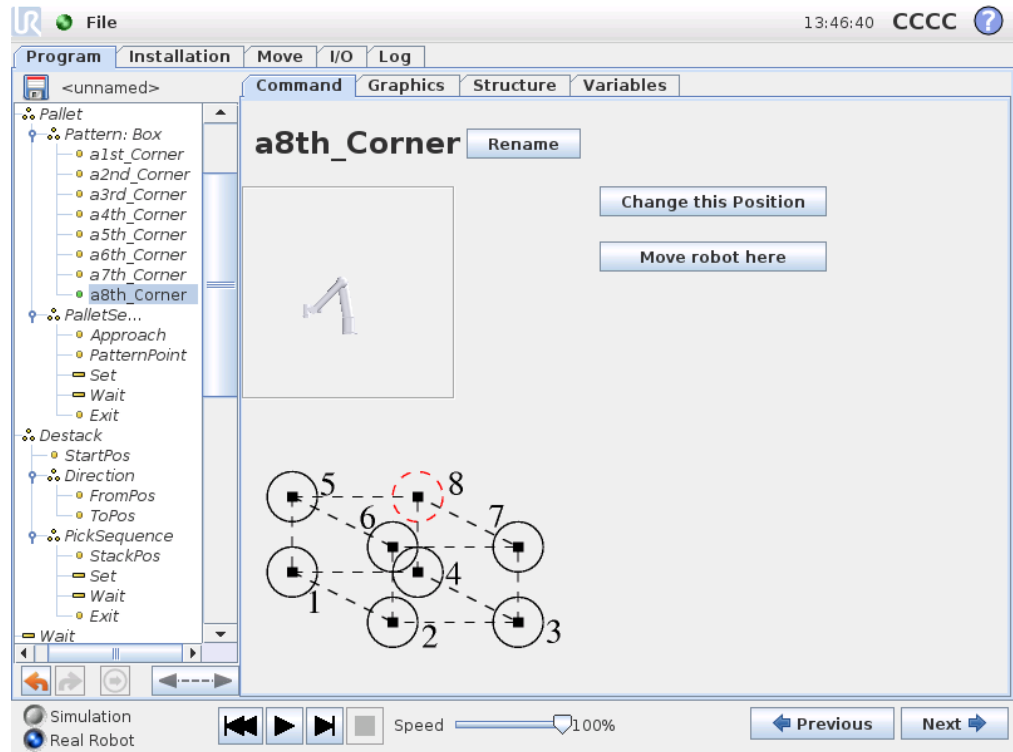 UR File 13:46:40 CCCC ?
Program Installation Move I/O Log
<unnamed>
Command Graphics Structure Variables
Pallet
Pattern: Box
a1st_Corner
a2nd_Corner
a3rd_Corner
a4th_Corner
a5th_Corner
a6th_Corner
a7th_Corner
a8th_Corner
PalletSe...
Approach
PatternPoint
Set
Wait
Exit
Destack
StartPos
Direction
FromPos
ToPos
PickSequence
StackPos
Set
Wait
Exit
Wait
a8th_Corner Rename
Change this Position
Move robot here
5 8
6 7
4
1
2 3
Simulation
Real Robot
Speed 100%
Previous Next